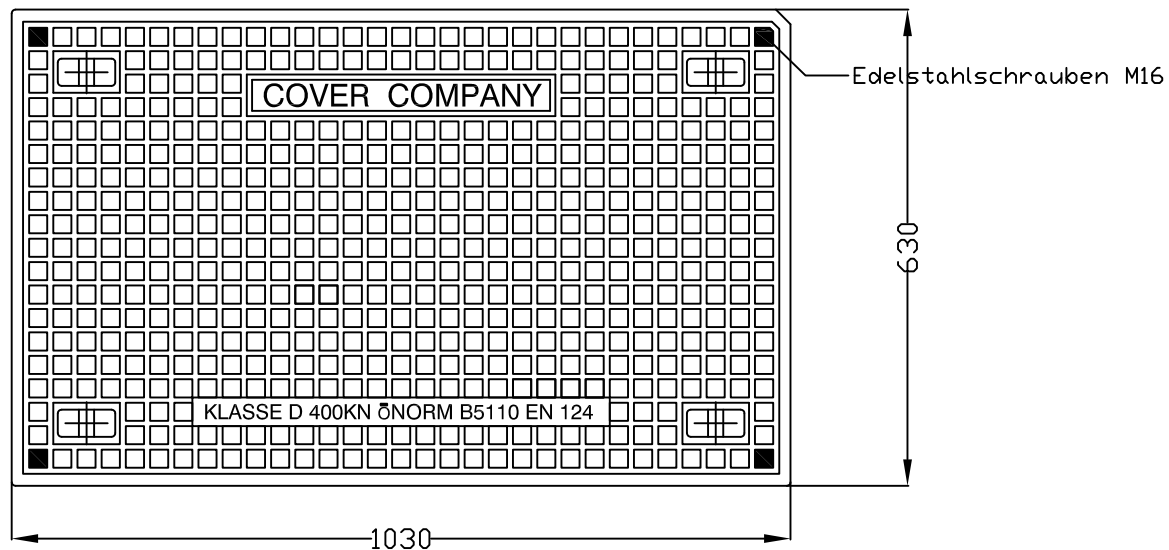 Edelstahlschrauben M16
COVER COMPANY
630
KLASSE D 400KN ŌNORM B5110 EN 124
1030